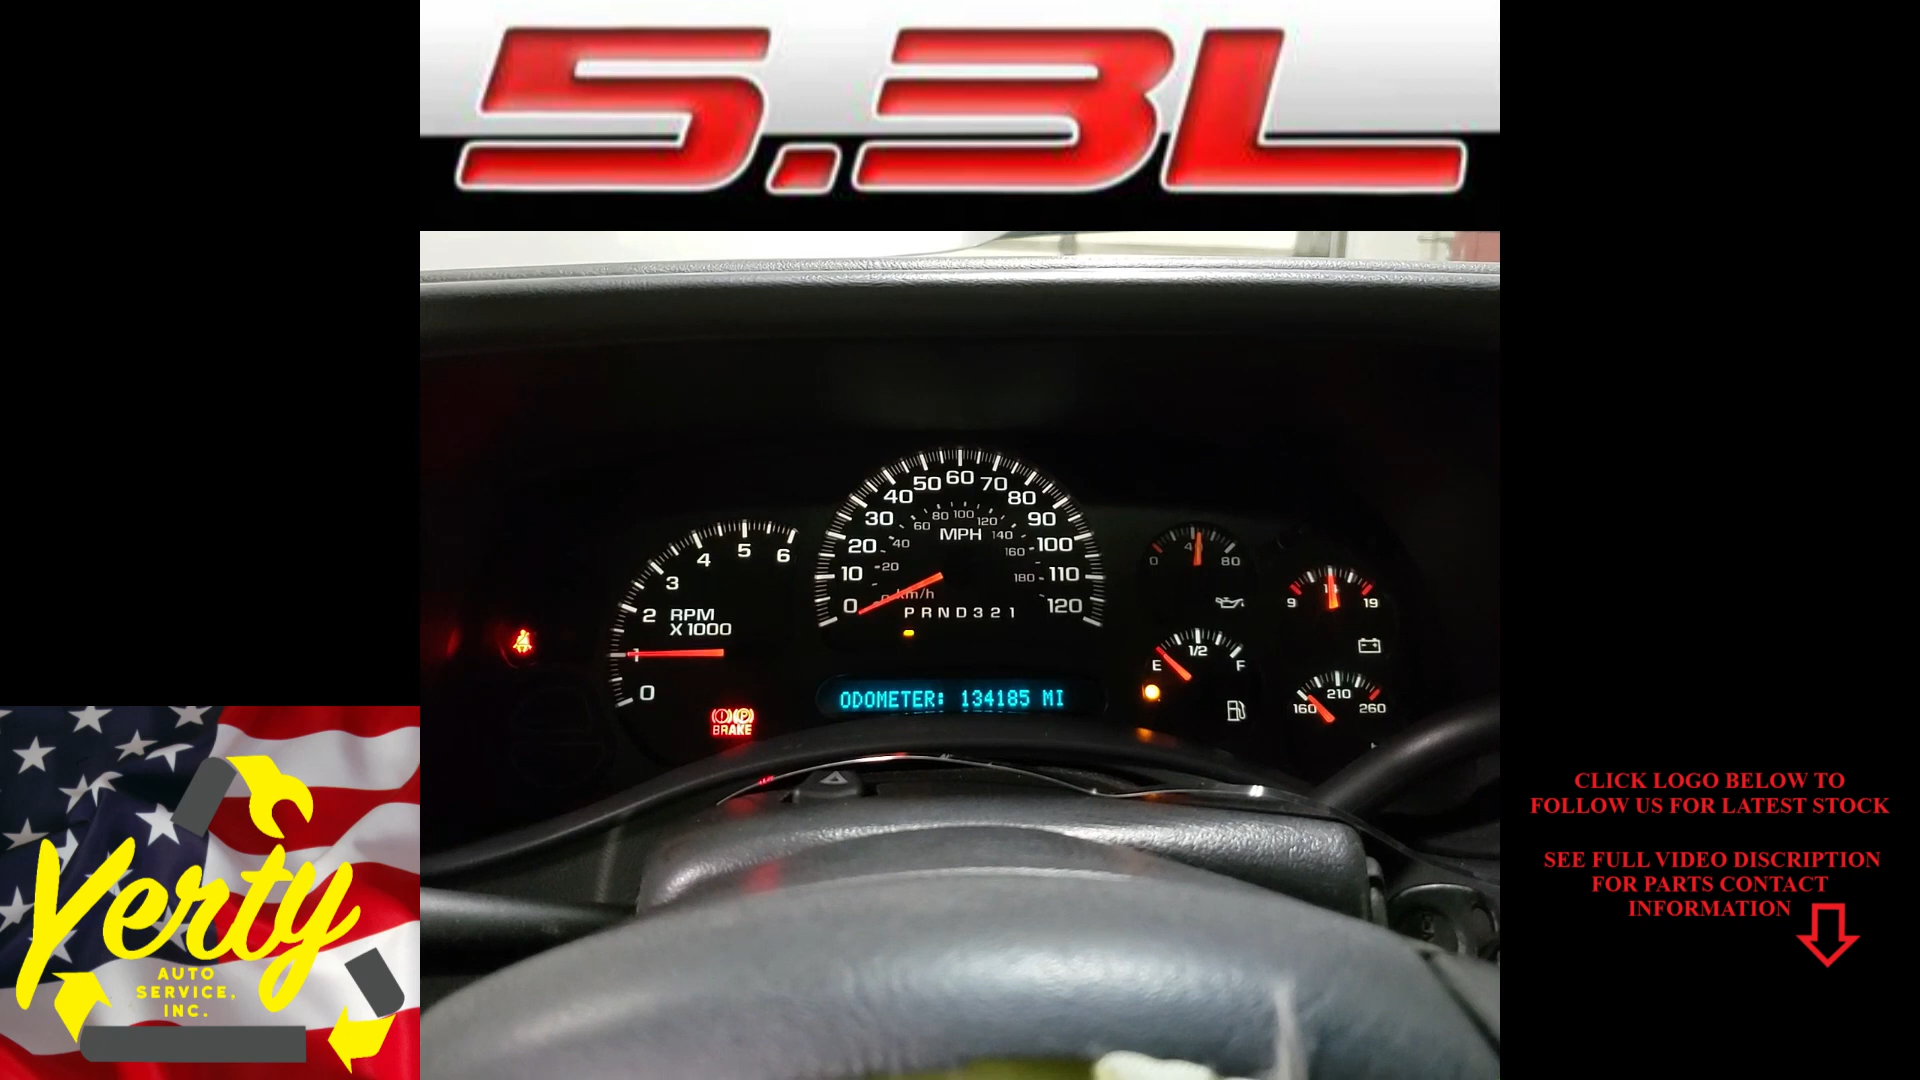 5.3L
50 60 70
40 80
30 60 80 100 120 90
MPH
20 40 140 100
160
10 20 180 110
km/h
0 120
PRND321
4 5 6
3
2 RPM
X1000
1
0
BRAKE
ODOMETER: 134185 MI
0 80
9 19
E 1/2 F
160 210 260
Yerty
AUTO
SERVICE,
INC.
CLICK LOGO BELOW TO
FOLLOW US FOR LATEST STOCK
SEE FULL VIDEO DISCRIPTION
FOR PARTS CONTACT
INFORMATION